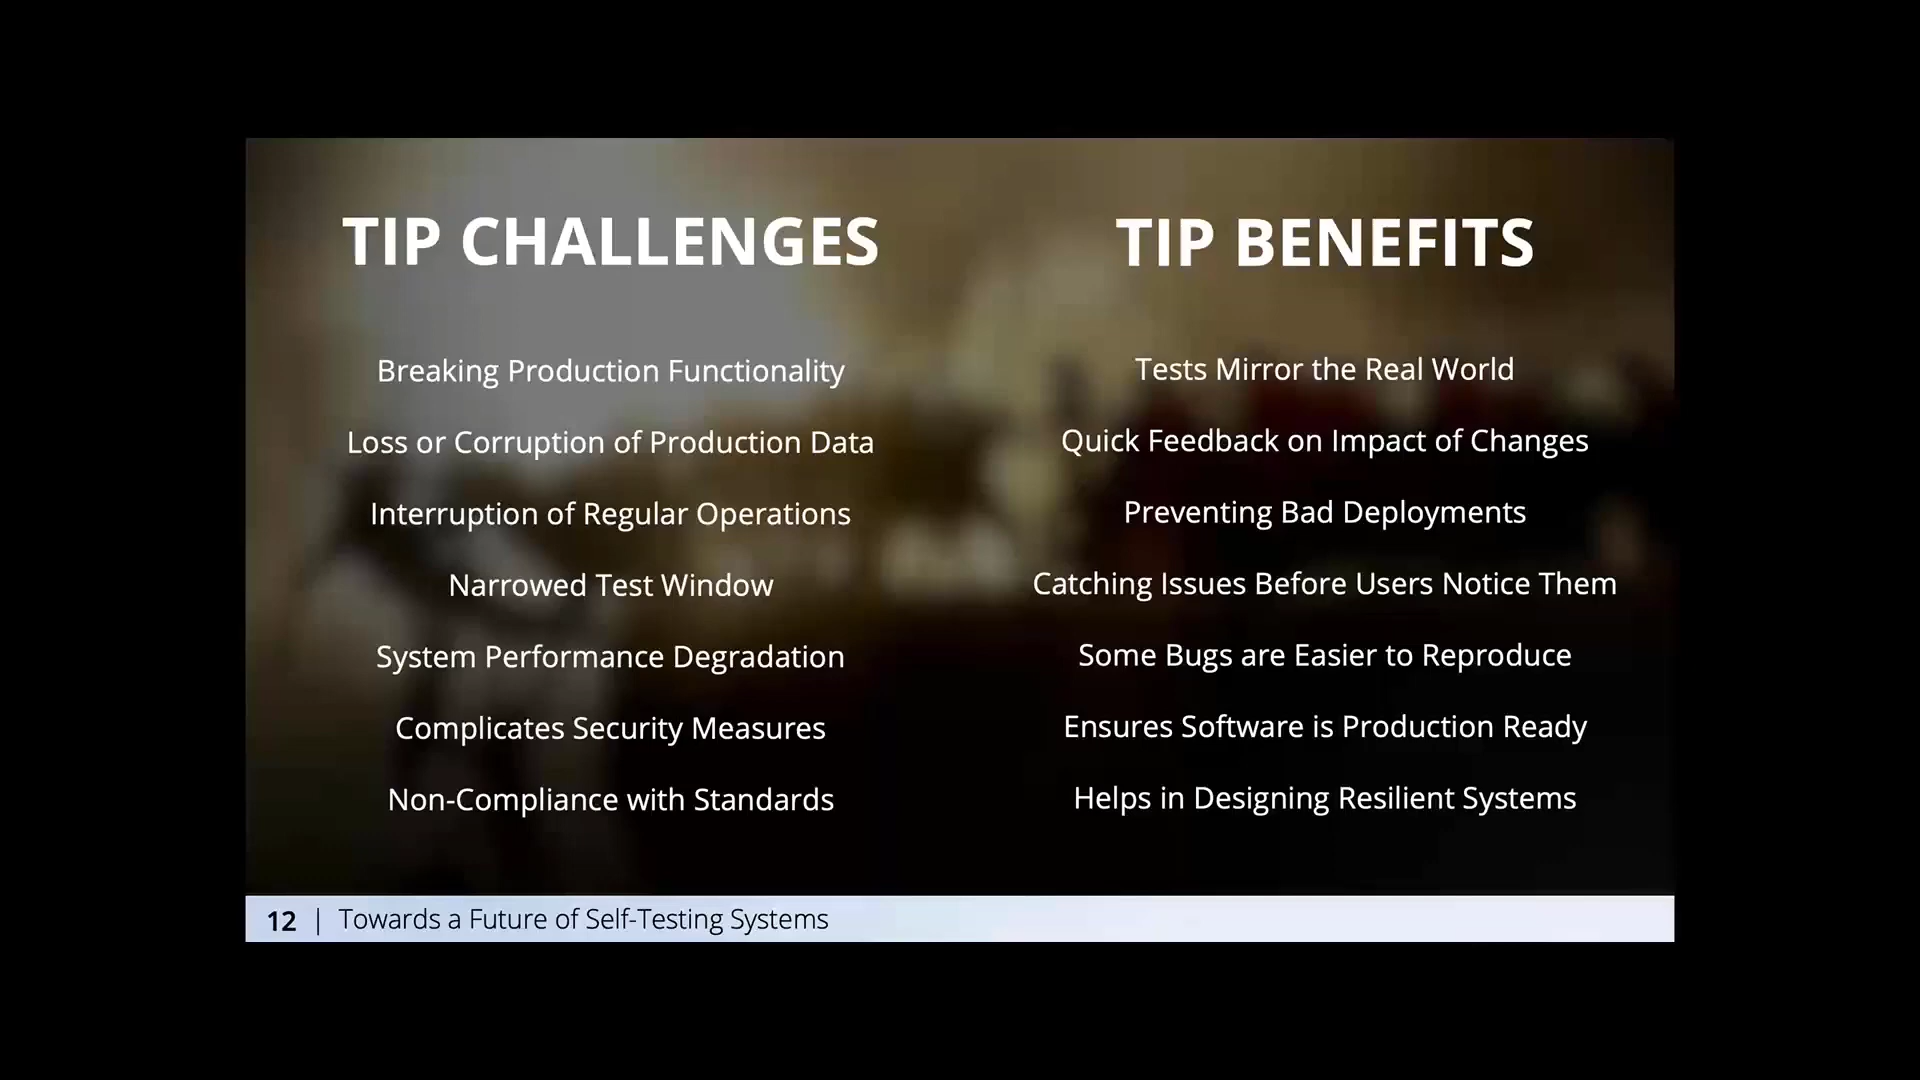 TIP CHALLENGES
Breaking Production Functionality
Loss or Corruption of Production Data
Interruption of Regular Operations
Narrowed Test Window
System Performance Degradation
Complicates Security Measures
Non-Compliance with Standards
TIP BENEFITS
Tests Mirror the Real World
Quick Feedback on Impact of Changes
Preventing Bad Deployments
Catching Issues Before Users Notice Them
Some Bugs are Easier to Reproduce
Ensures Software is Production Ready
Helps in Designing Resilient Systems
12 | Towards a Future of Self-Testing Systems